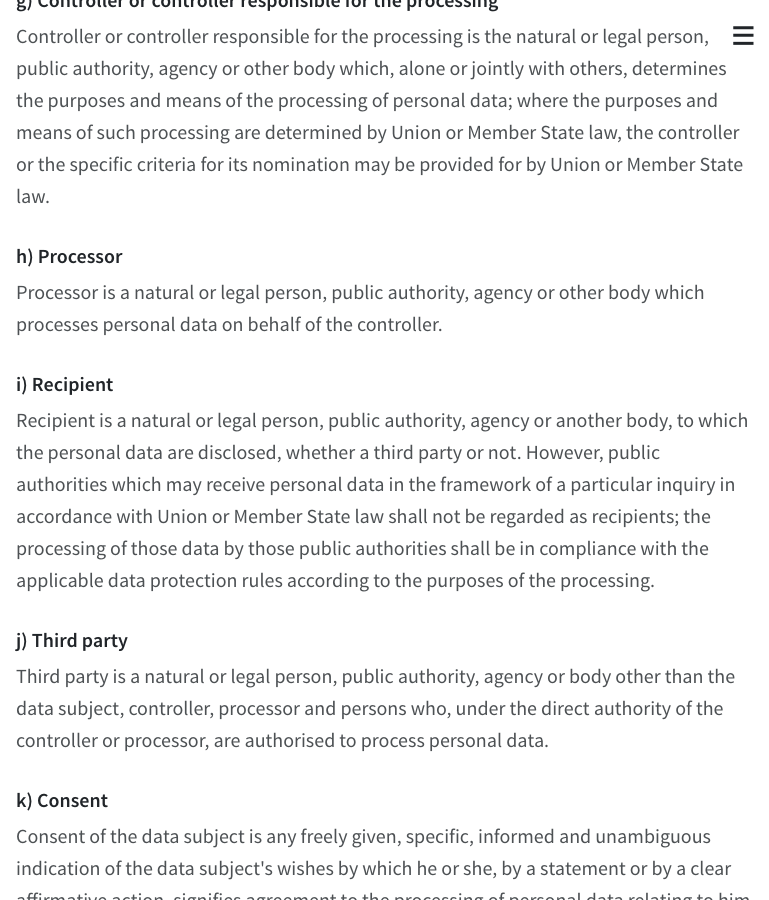 g) Controller or controller responsible for the processing
Controller or controller responsible for the processing is the natural or legal person,
public authority, agency or other body which, alone or jointly with others, determines
the purposes and means of the processing of personal data; where the purposes and
means of such processing are determined by Union or Member State law, the controller
or the specific criteria for its nomination may be provided for by Union or Member State
law.
h) Processor
Processor is a natural or legal person, public authority, agency or other body which
processes personal data on behalf of the controller.
i) Recipient
Recipient is a natural or legal person, public authority, agency or another body, to which
the personal data are disclosed, whether a third party or not. However, public
authorities which may receive personal data in the framework of a particular inquiry in
accordance with Union or Member State law shall not be regarded as recipients; the
processing of those data by those public authorities shall be in compliance with the
applicable data protection rules according to the purposes of the processing.
j) Third party
Third party is a natural or legal person, public authority, agency or body other than the
data subject, controller, processor and persons who, under the direct authority of the
controller or processor, are authorised to process personal data.
k) Consent
Consent of the data subject is any freely given, specific, informed and unambiguous
indication of the data subject's wishes by which he or she, by a statement or by a clear
affirmative action, signifies agreement to the processing of personal data relating to him